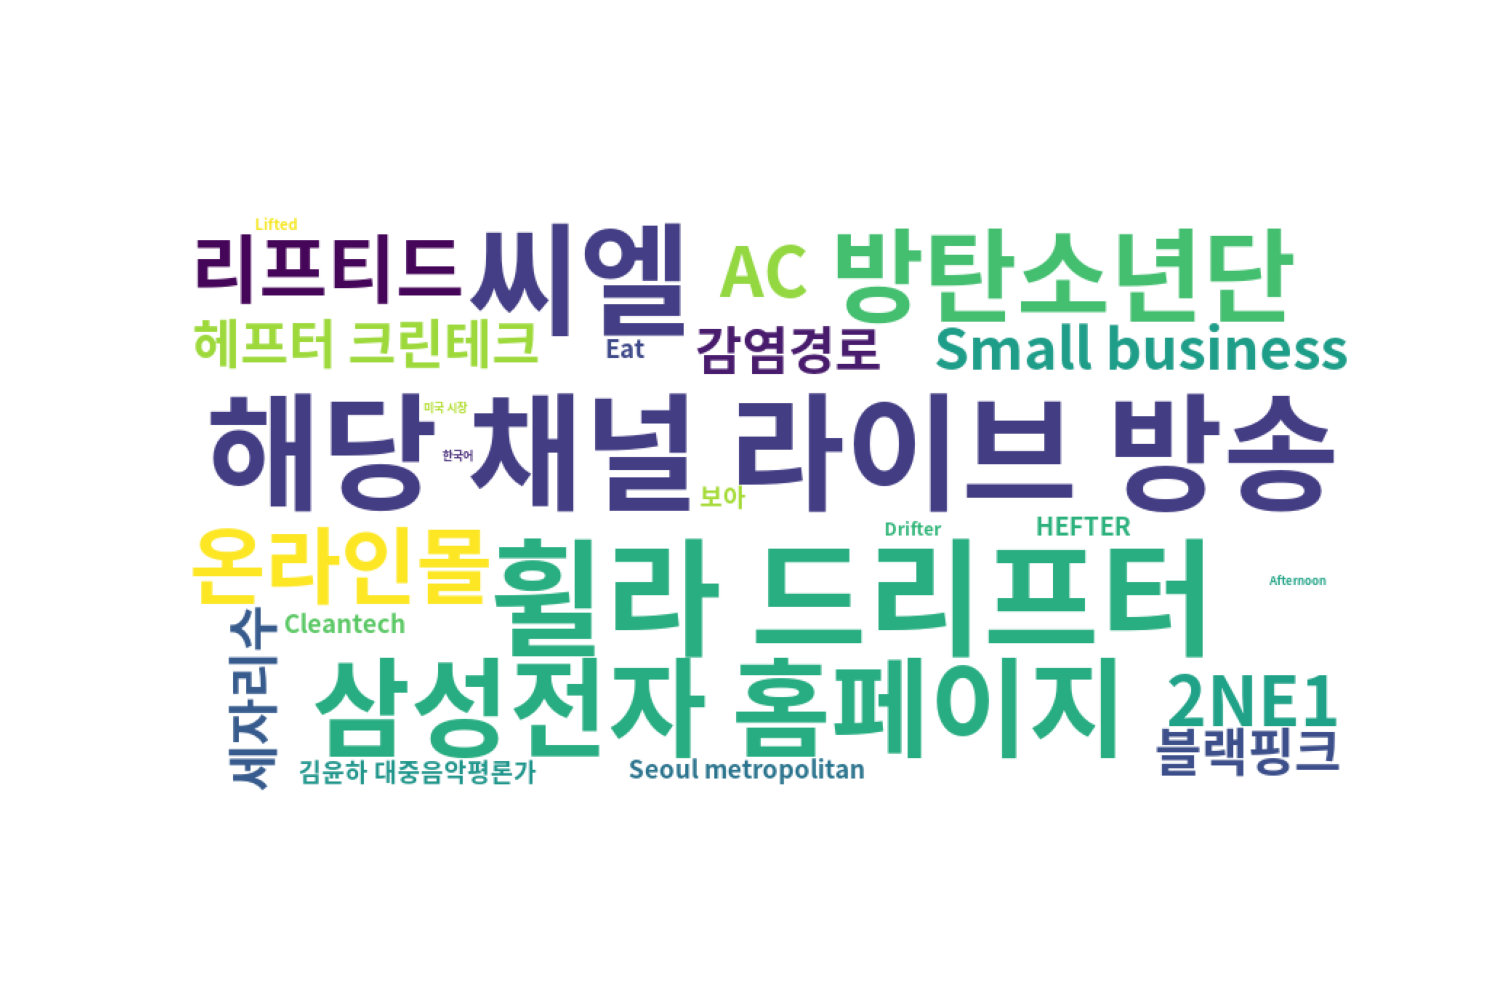 Lifted
리프티드
씨엘
AC
방탄소년단
헤프터 크린테크
Eat
감염경로
Small business
해당 채널 라이브 방송
미국 시장
한국어
보아
온라인몰
휠라 드리프터
Drifter
HEFTER
Afternoon
세자리수
Cleantech
삼성전자 홈페이지
2NE1
블랙핑크
김윤하 대중음악평론가
Seoul metropolitan